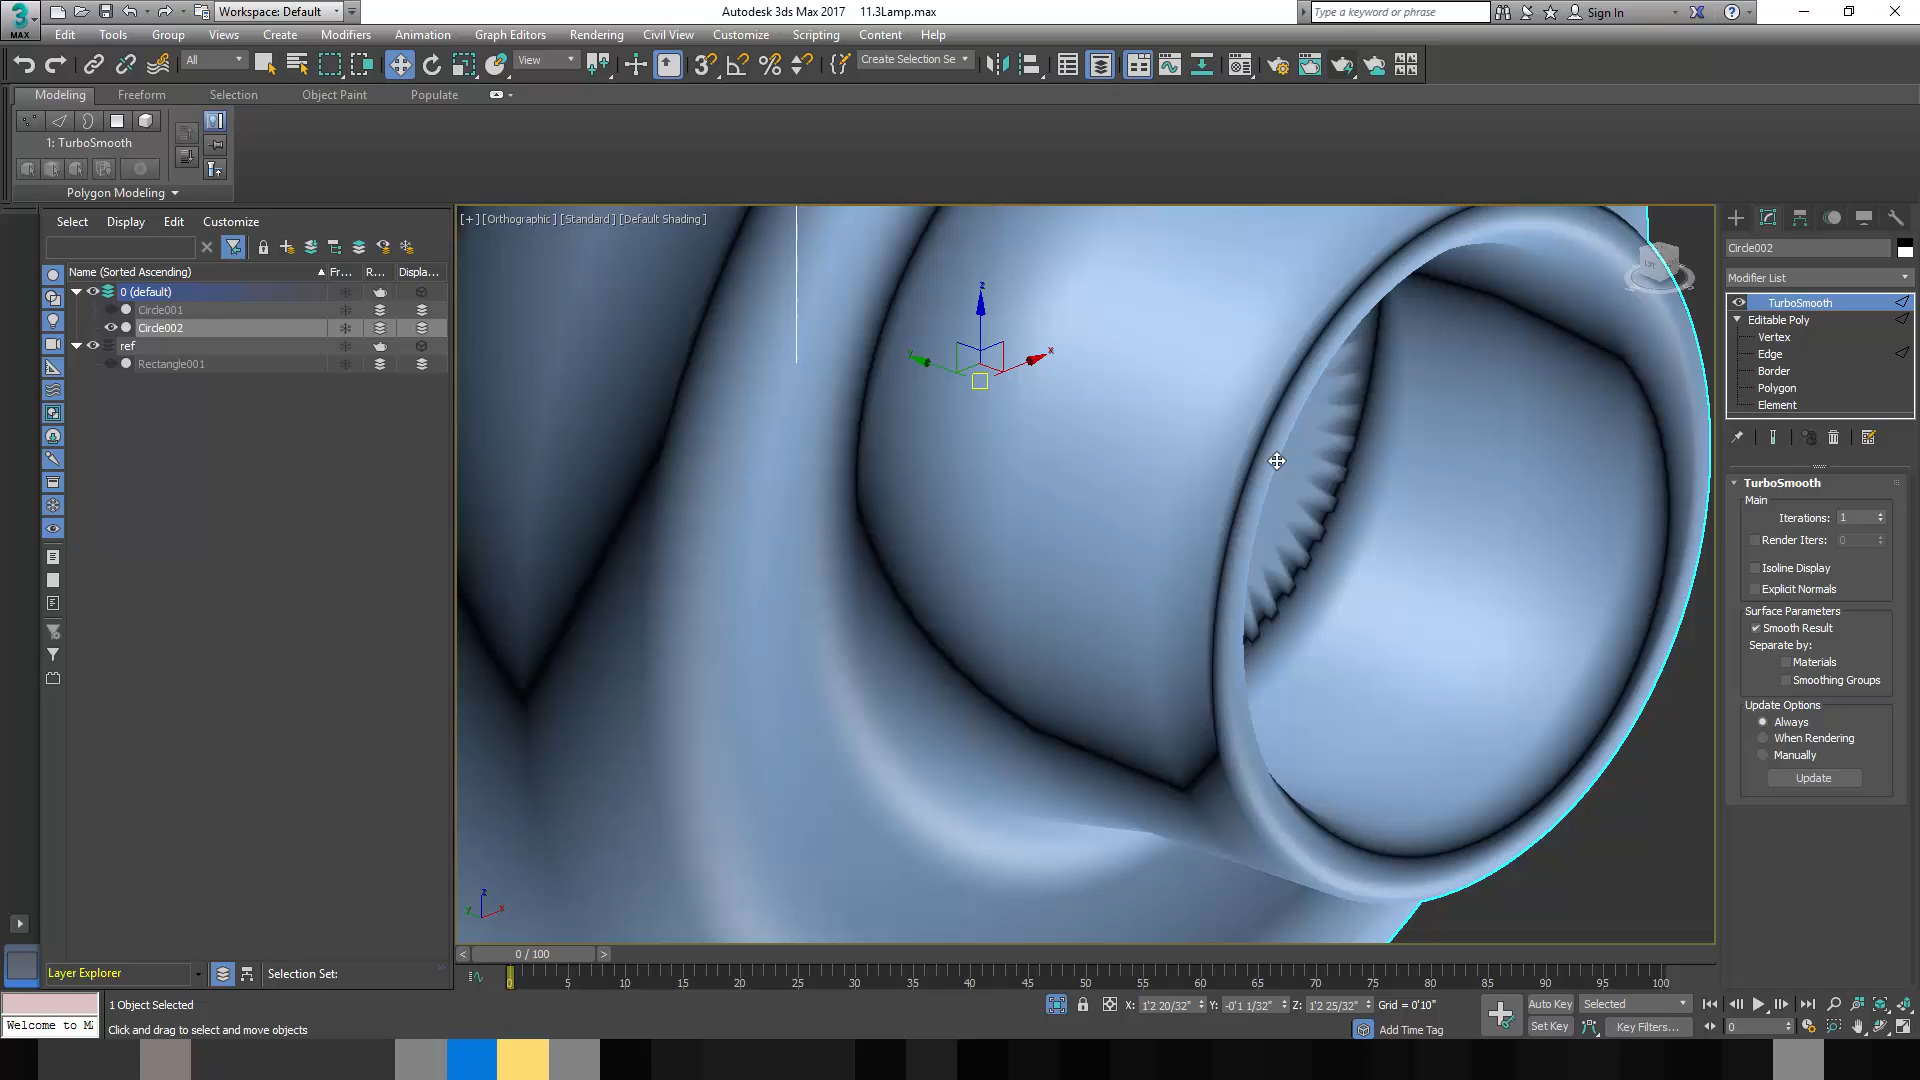 3
MAX
Workspace: Default
Autodesk 3ds Max 2017    11.3Lamp.max
Type a keyword or phrase
Sign In
Edit Tools Group Views Create Modifiers Animation Graph Editors Rendering Civil View Customize Scripting Content Help
All
View
Create Selection Se
Modeling Freeform Selection Object Paint Populate
1: TurboSmooth
Polygon Modeling
Select Display Edit Customize
Name (Sorted Ascending) Fr... R... Displa...
0 (default)
Circle001
Circle002
ref
Rectangle001
[+] [Orthographic] [Standard] [Default Shading]
z
y
x
z
y
x
Circle002
Modifier List
TurboSmooth
Editable Poly
Vertex
Edge
Border
Polygon
Element
TurboSmooth
Main
Iterations: 1
Render Iters: 0
Isoline Display
Explicit Normals
Surface Parameters
Smooth Result
Separate by:
Materials
Smoothing Groups
Update Options
Always
When Rendering
Manually
Update
< 0 / 100 >
0 5 10 15 20 25 30 35 40 45 50 55 60 65 70 75 80 85 90 95 100
Layer Explorer
Selection Set:
1 Object Selected
Welcome to M
Click and drag to select and move objects
X: 1'2 20/32" Y: -0'1 1/32" Z: 1'2 25/32" Grid = 0'10"
Add Time Tag
Auto Key Selected
Set Key Key Filters...
0